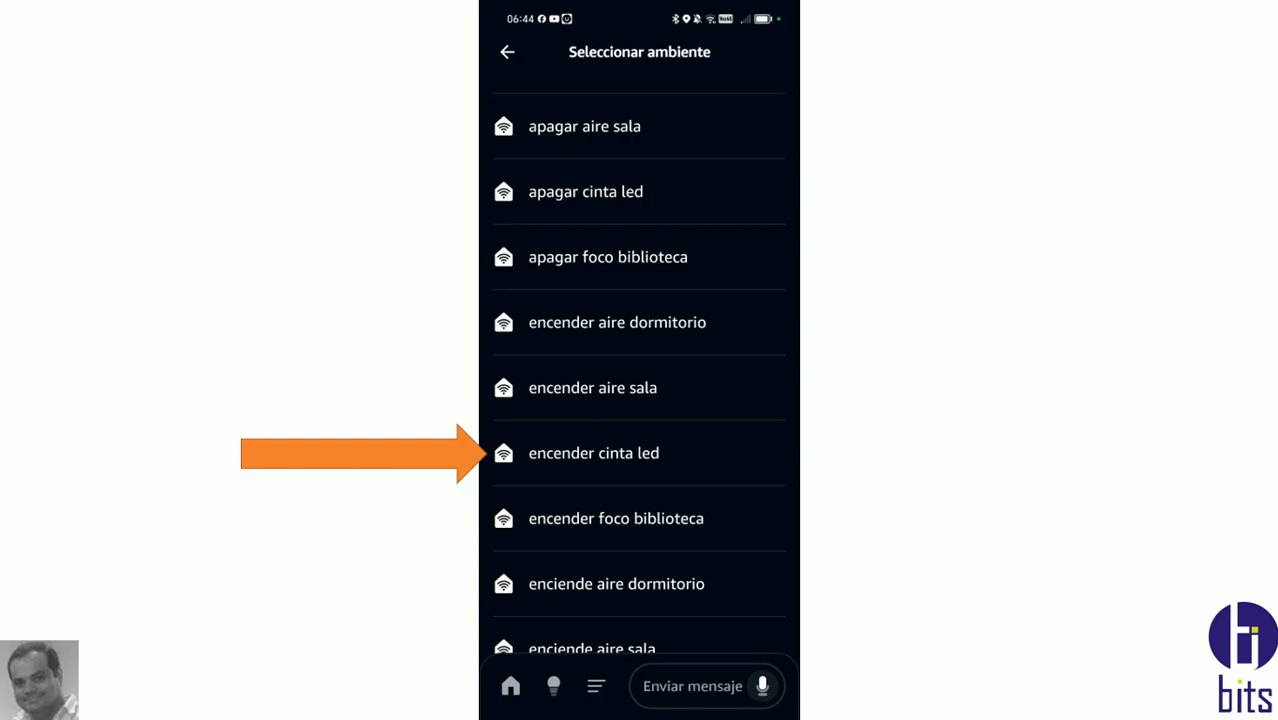 06:44
Seleccionar ambiente
apagar aire sala
apagar cinta led
apagar foco biblioteca
encender aire dormitorio
encender aire sala
encender cinta led
encender foco biblioteca
enciende aire dormitorio
enciende aire sala
Enviar mensaje
bits